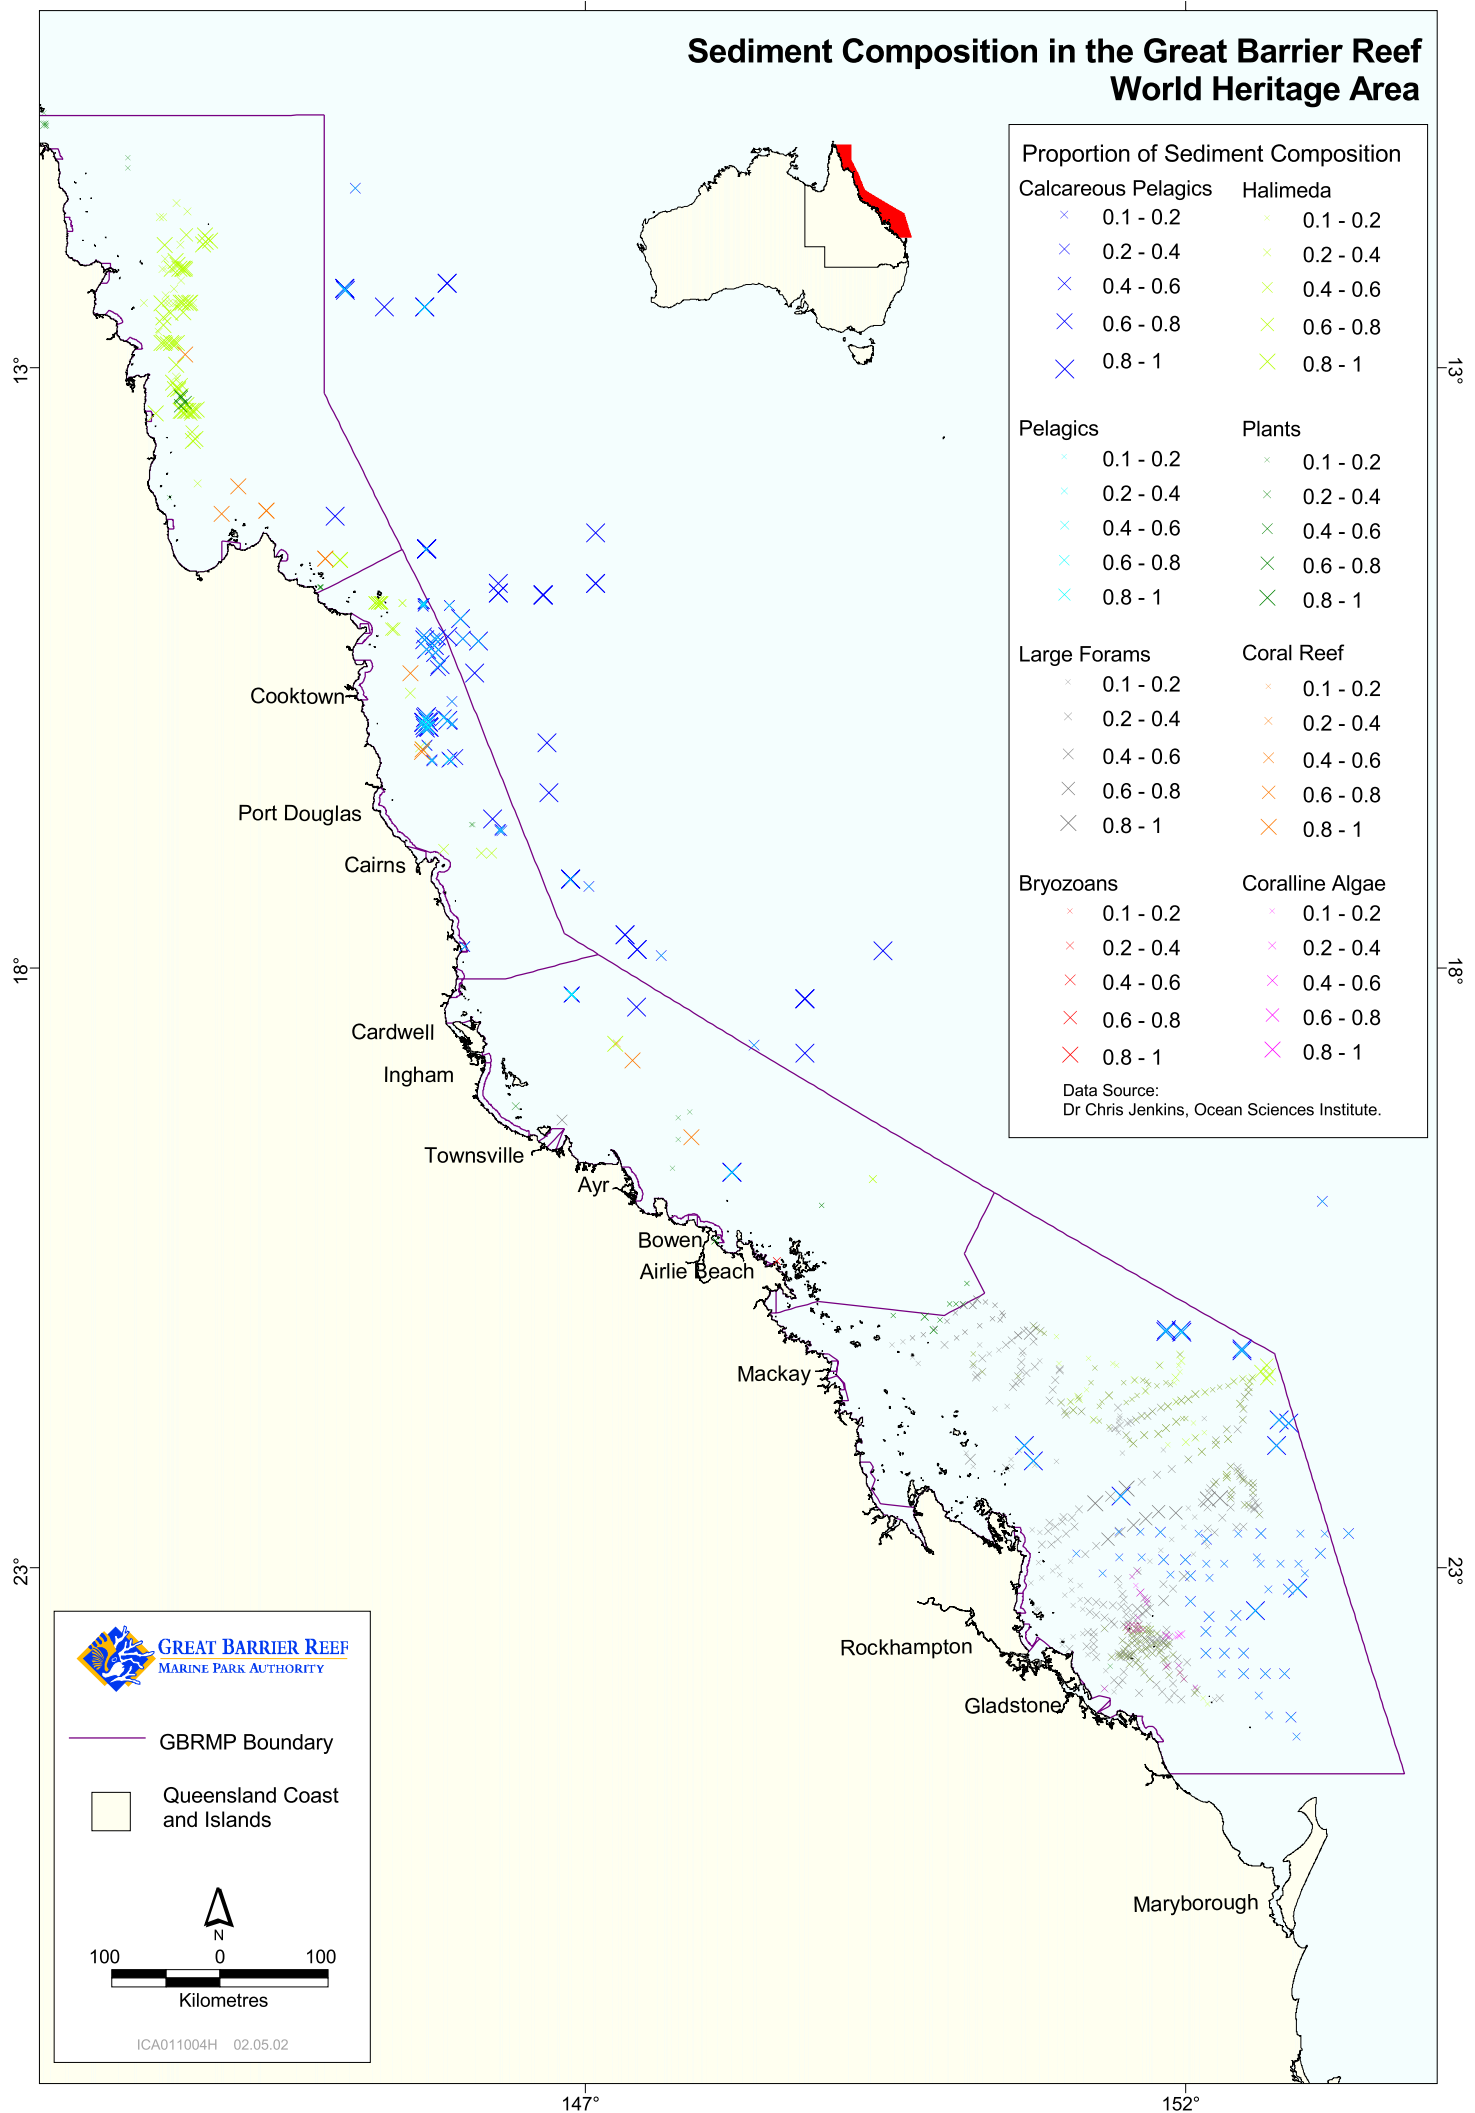 Sediment Composition in the Great Barrier Reef
World Heritage Area
Proportion of Sediment Composition
Calcareous Pelagics
0.1 - 0.2
0.2 - 0.4
0.4 - 0.6
0.6 - 0.8
0.8 - 1
Halimeda
0.1 - 0.2
0.2 - 0.4
0.4 - 0.6
0.6 - 0.8
0.8 - 1
Pelagics
0.1 - 0.2
0.2 - 0.4
0.4 - 0.6
0.6 - 0.8
0.8 - 1
Plants
0.1 - 0.2
0.2 - 0.4
0.4 - 0.6
0.6 - 0.8
0.8 - 1
Large Forams
0.1 - 0.2
0.2 - 0.4
0.4 - 0.6
0.6 - 0.8
0.8 - 1
Coral Reef
0.1 - 0.2
0.2 - 0.4
0.4 - 0.6
0.6 - 0.8
0.8 - 1
Bryozoans
0.1 - 0.2
0.2 - 0.4
0.4 - 0.6
0.6 - 0.8
0.8 - 1
Coralline Algae
0.1 - 0.2
0.2 - 0.4
0.4 - 0.6
0.6 - 0.8
0.8 - 1
Data Source:
Dr Chris Jenkins, Ocean Sciences Institute.
13°
13°
18°
18°
23°
23°
147°
152°
Cooktown
Port Douglas
Cairns
Cardwell
Ingham
Townsville
Ayr
Bowen
Airlie Beach
Mackay
Rockhampton
Gladstone
Maryborough
GREAT BARRIER REEF
MARINE PARK AUTHORITY
GBRMP Boundary
Queensland Coast
and Islands
N
100 0 100
Kilometres
ICA011004H 02.05.02